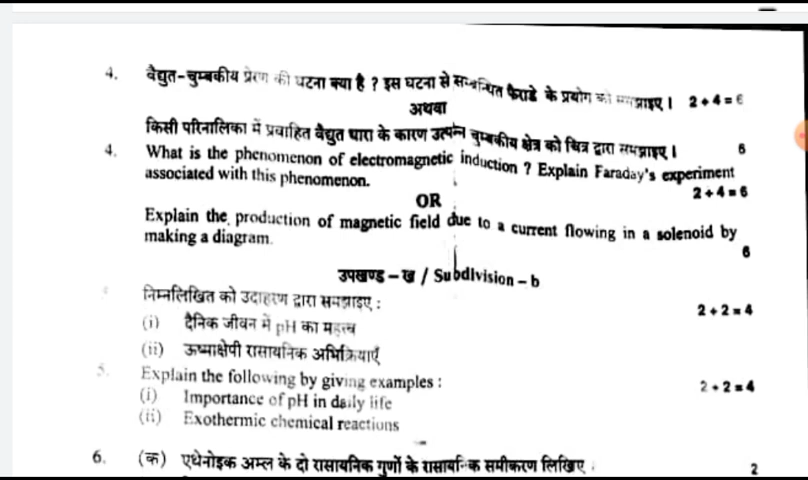 4. वैद्युत-चुम्बकीय प्रेरण की घटना क्या है ? इस घटना से सम्बन्धित फैराडे के प्रयोग को समझाइए । 2 + 4 = 6
अथवा
किसी परिनालिका में प्रवाहित वैद्युत धारा के कारण उत्पन्न चुम्बकीय क्षेत्र को चित्र द्वारा समझाइए । 6
4. What is the phenomenon of electromagnetic induction ? Explain Faraday's experiment
associated with this phenomenon. 2 + 4 = 6
OR
Explain the production of magnetic field due to a current flowing in a solenoid by
making a diagram. 6
उपखण्ड – ख / Subdivision – b
निम्नलिखित को उदाहरण द्वारा समझाइए : 2 + 2 = 4
(i) दैनिक जीवन में pH का महत्त्व
(ii) ऊष्माक्षेपी रासायनिक अभिक्रियाएँ
5. Explain the following by giving examples : 2 + 2 = 4
(i) Importance of pH in daily life
(ii) Exothermic chemical reactions
6. (क) एथेनोइक अम्ल के दो रासायनिक गुणों के रासायनिक समीकरण लिखिए । 2